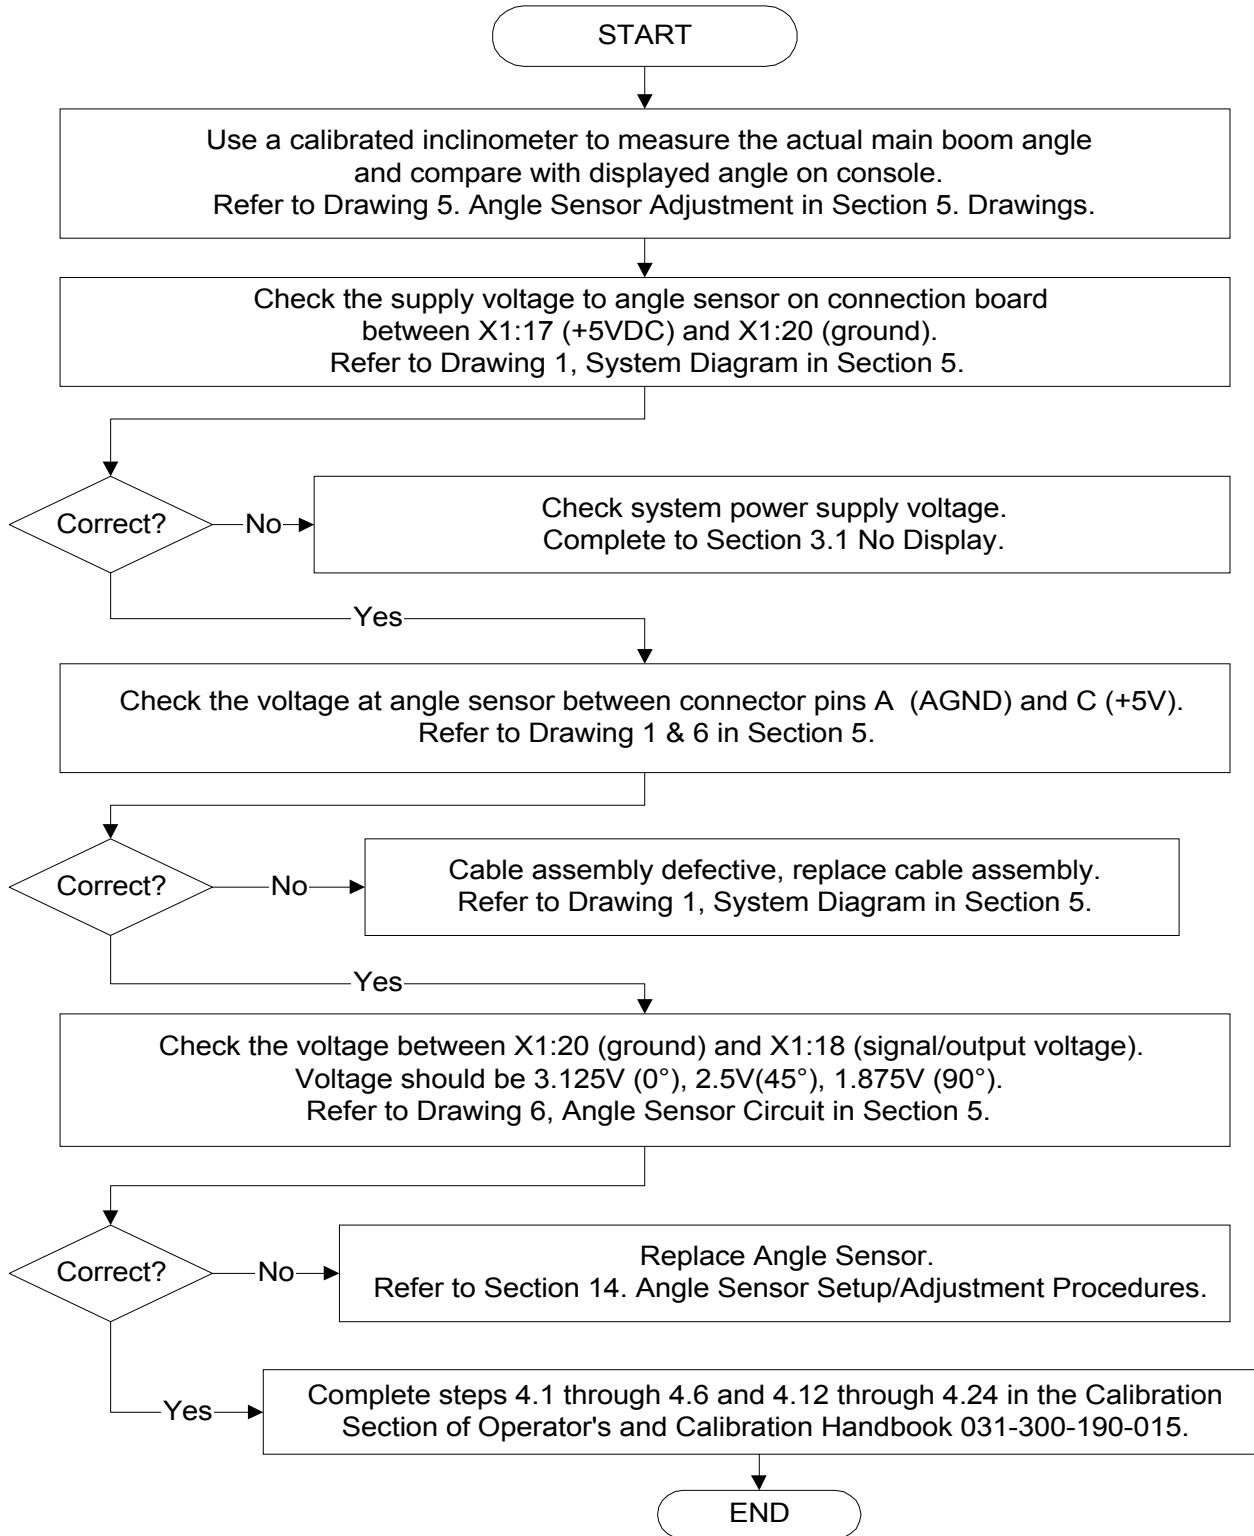 START
Use a calibrated inclinometer to measure the actual main boom angle
and compare with displayed angle on console.
Refer to Drawing 5. Angle Sensor Adjustment in Section 5. Drawings.
Check the supply voltage to angle sensor on connection board
between X1:17 (+5VDC) and X1:20 (ground).
Refer to Drawing 1, System Diagram in Section 5.
Correct?
No
Check system power supply voltage.
Complete to Section 3.1 No Display.
Yes
Check the voltage at angle sensor between connector pins A (AGND) and C (+5V).
Refer to Drawing 1 & 6 in Section 5.
Correct?
No
Cable assembly defective, replace cable assembly.
Refer to Drawing 1, System Diagram in Section 5.
Yes
Check the voltage between X1:20 (ground) and X1:18 (signal/output voltage).
Voltage should be 3.125V (0°), 2.5V(45°), 1.875V (90°).
Refer to Drawing 6, Angle Sensor Circuit in Section 5.
Correct?
No
Replace Angle Sensor.
Refer to Section 14. Angle Sensor Setup/Adjustment Procedures.
Yes
Complete steps 4.1 through 4.6 and 4.12 through 4.24 in the Calibration
Section of Operator's and Calibration Handbook 031-300-190-015.
END